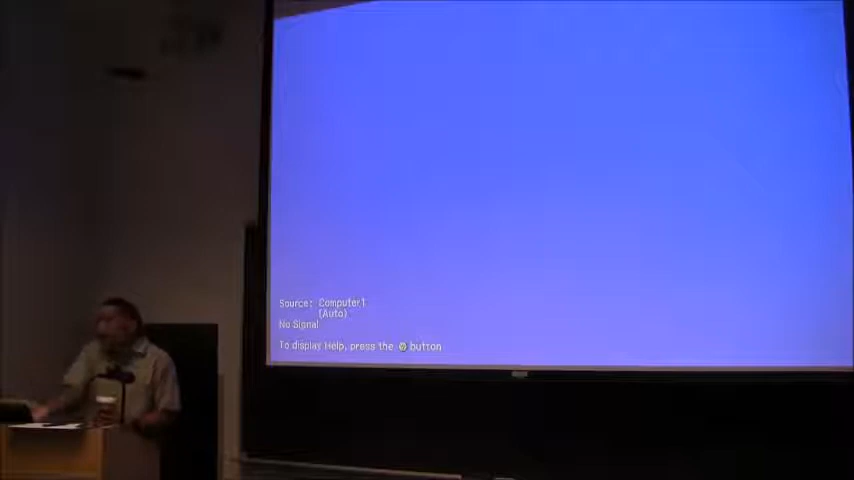 Source: Computer1
(Auto)
No Signal
To display Help, press the button